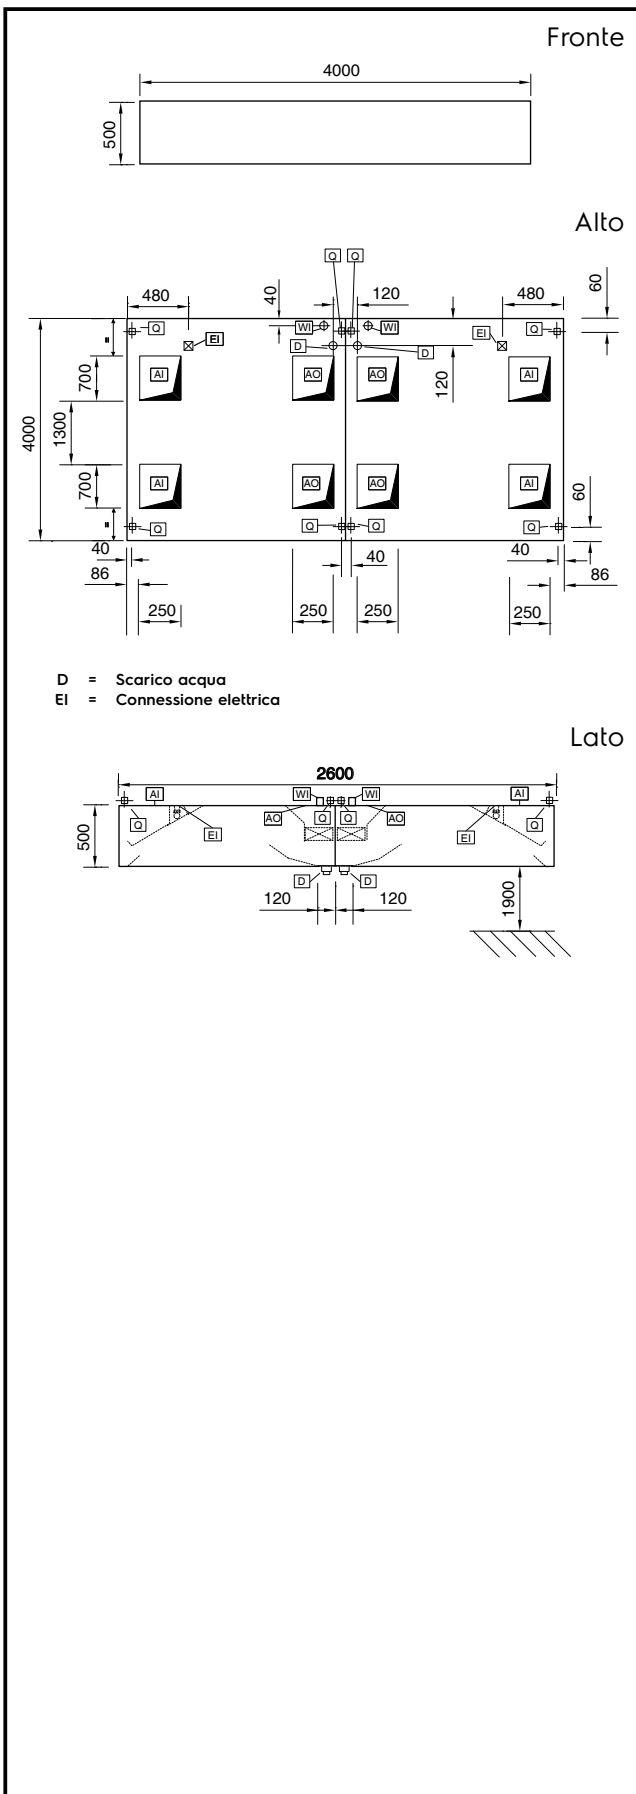 Fronte
4000
500
Alto
Q Q
480 40 120 480 60
Q WI WI EI Q
EI D D
700 AI AO AO AI 120
4000 1300
700 AI AO AO AI
Q Q Q Q 60
40 40 40
86 86
250 250 250 250
D = Scarico acqua
EI = Connessione elettrica
Lato
2600
AI WI WI AI
500 Q EI AO Q Q AO EI Q
D D
120 120 1900